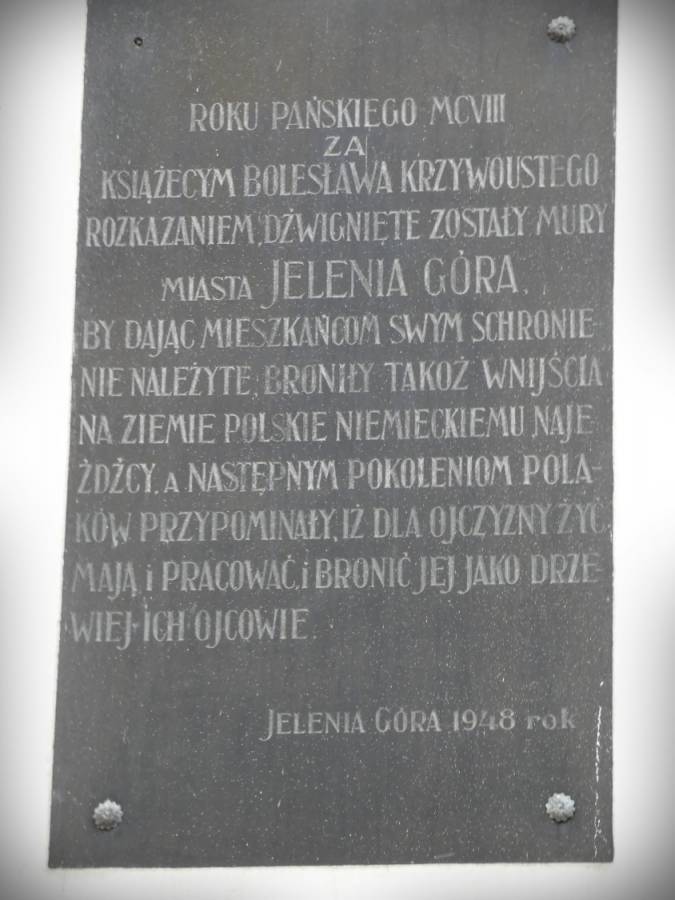 ROKU PAŃSKIEGO MCVIII
ZA
KSIĄŻECYM BOLESŁAWA KRZYWOUSTEGO
ROZKAZANIEM, DŹWIGNIĘTE ZOSTAŁY MURY
MIASTA JELENIA GÓRA,
BY DAJĄC MIESZKAŃCOM SWYM SCHRONIE-
NIE NALEŻYTE, BRONIŁY TAKOŻ WNIJŚCIA
NA ZIEMIE POLSKIE NIEMIECKIEMU NAJE
ŹDŹCY, A NASTĘPNYM POKOLENIOM POLA-
KÓW PRZYPOMINAŁY, IŻ DLA OJCZYZNY ŻYĆ
MAJĄ i PRACOWAĆ, i BRONIĆ JEJ JAKO DRZE-
WIEJ ICH OJCOWIE.
JELENIA GÓRA 1948 rok